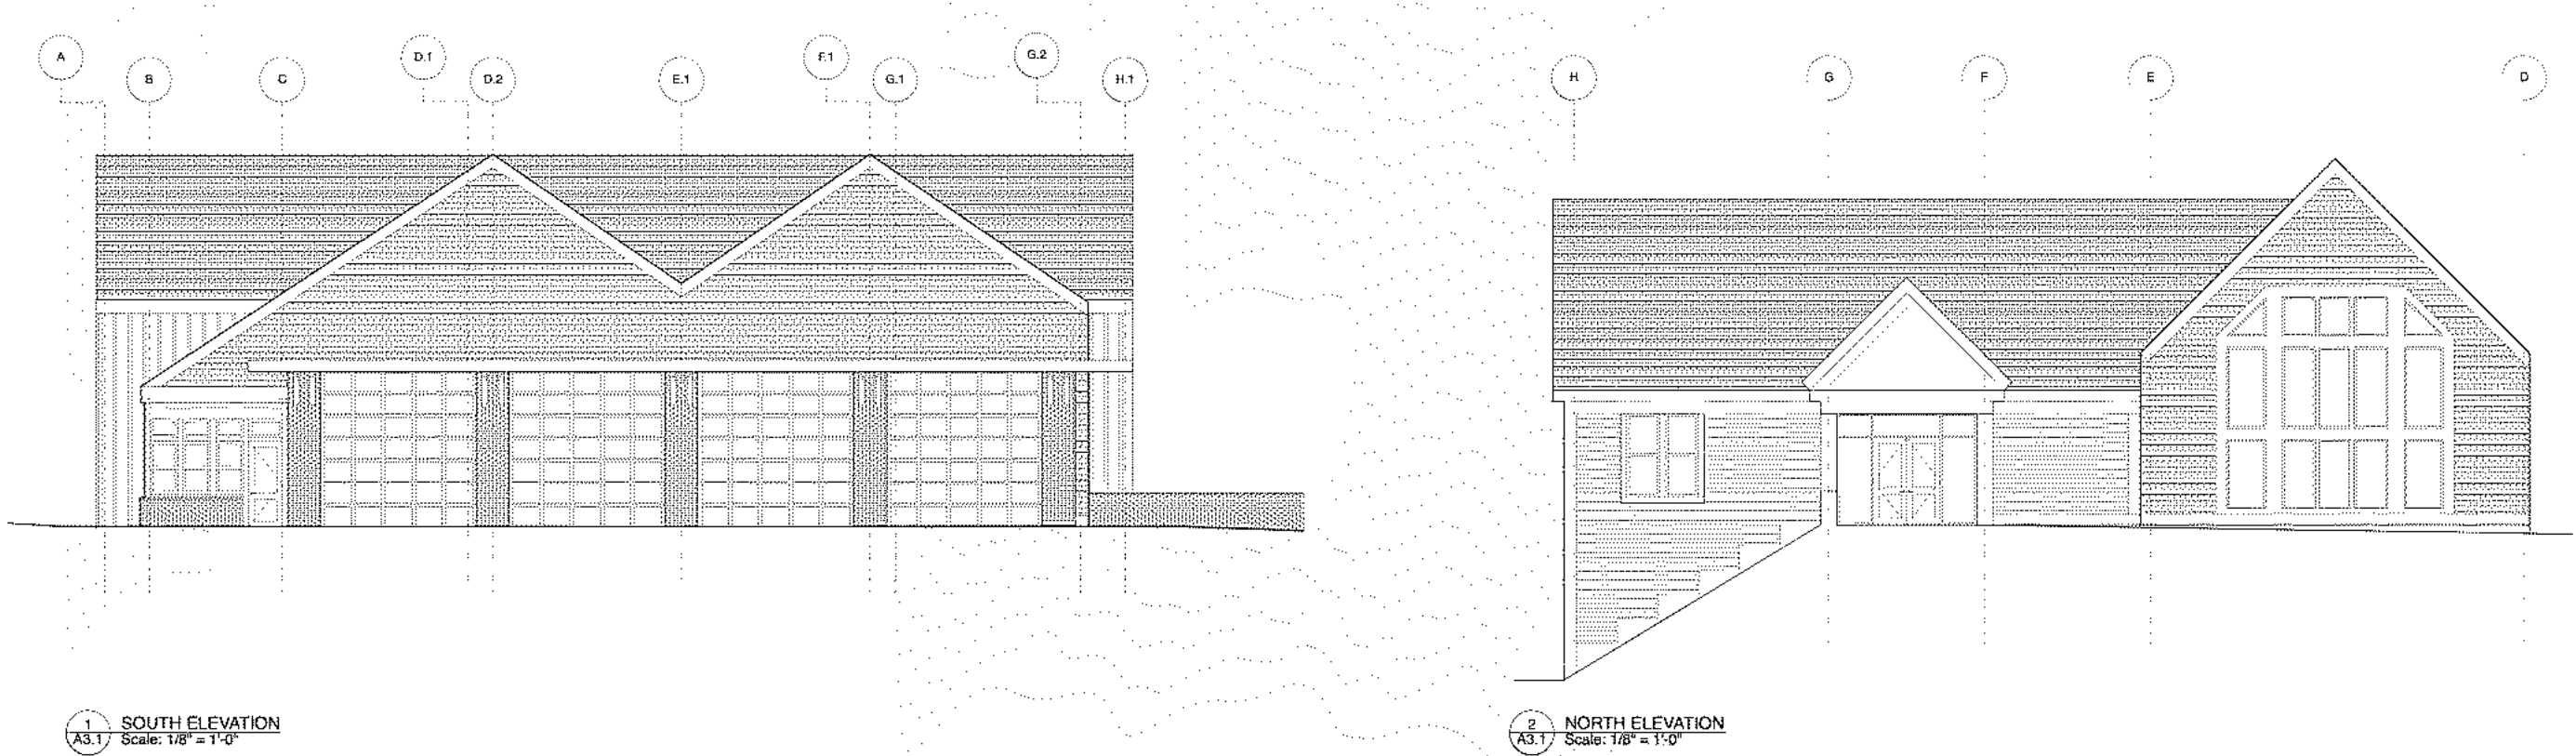 A
B
C
D.1
D.2
E.1
F.1
G.1
G.2
H.1
H
G
F
E
D
1
A3.1
SOUTH ELEVATION
Scale: 1/8" = 1'-0"
2
A3.1
NORTH ELEVATION
Scale: 1/8" = 1'-0"